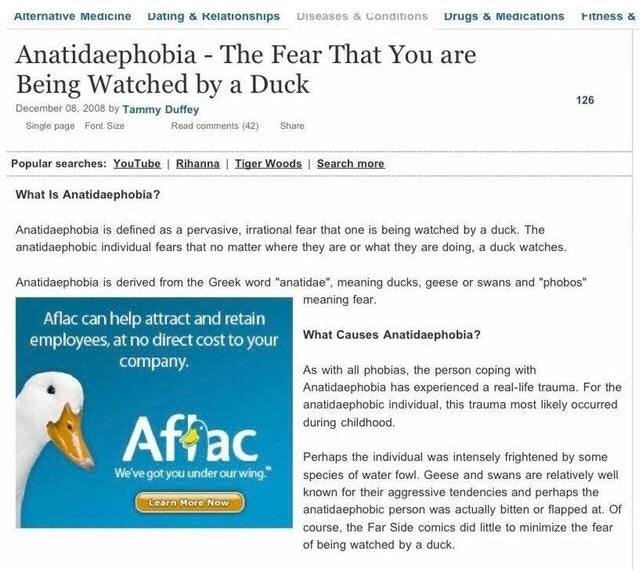 Alternative Medicine Dating & Relationships Diseases & Conditions Drugs & Medications Fitness &
Anatidaephobia - The Fear That You are
Being Watched by a Duck
December 08, 2008 by Tammy Duffey
126
Single page Font Size Read comments (42) Share
Popular searches: YouTube | Rihanna | Tiger Woods | Search more
What Is Anatidaephobia?
Anatidaephobia is defined as a pervasive, irrational fear that one is being watched by a duck. The
anatidaephobic individual fears that no matter where they are or what they are doing, a duck watches.
Anatidaephobia is derived from the Greek word "anatidae", meaning ducks, geese or swans and "phobos"
meaning fear.
Aflac can help attract and retain
employees, at no direct cost to your
company.
Aflac
We've got you under our wing.™
Learn More Now
What Causes Anatidaephobia?
As with all phobias, the person coping with
Anatidaephobia has experienced a real-life trauma. For the
anatidaephobic individual, this trauma most likely occurred
during childhood.
Perhaps the individual was intensely frightened by some
species of water fowl. Geese and swans are relatively well
known for their aggressive tendencies and perhaps the
anatidaephobic person was actually bitten or flapped at. Of
course, the Far Side comics did little to minimize the fear
of being watched by a duck.